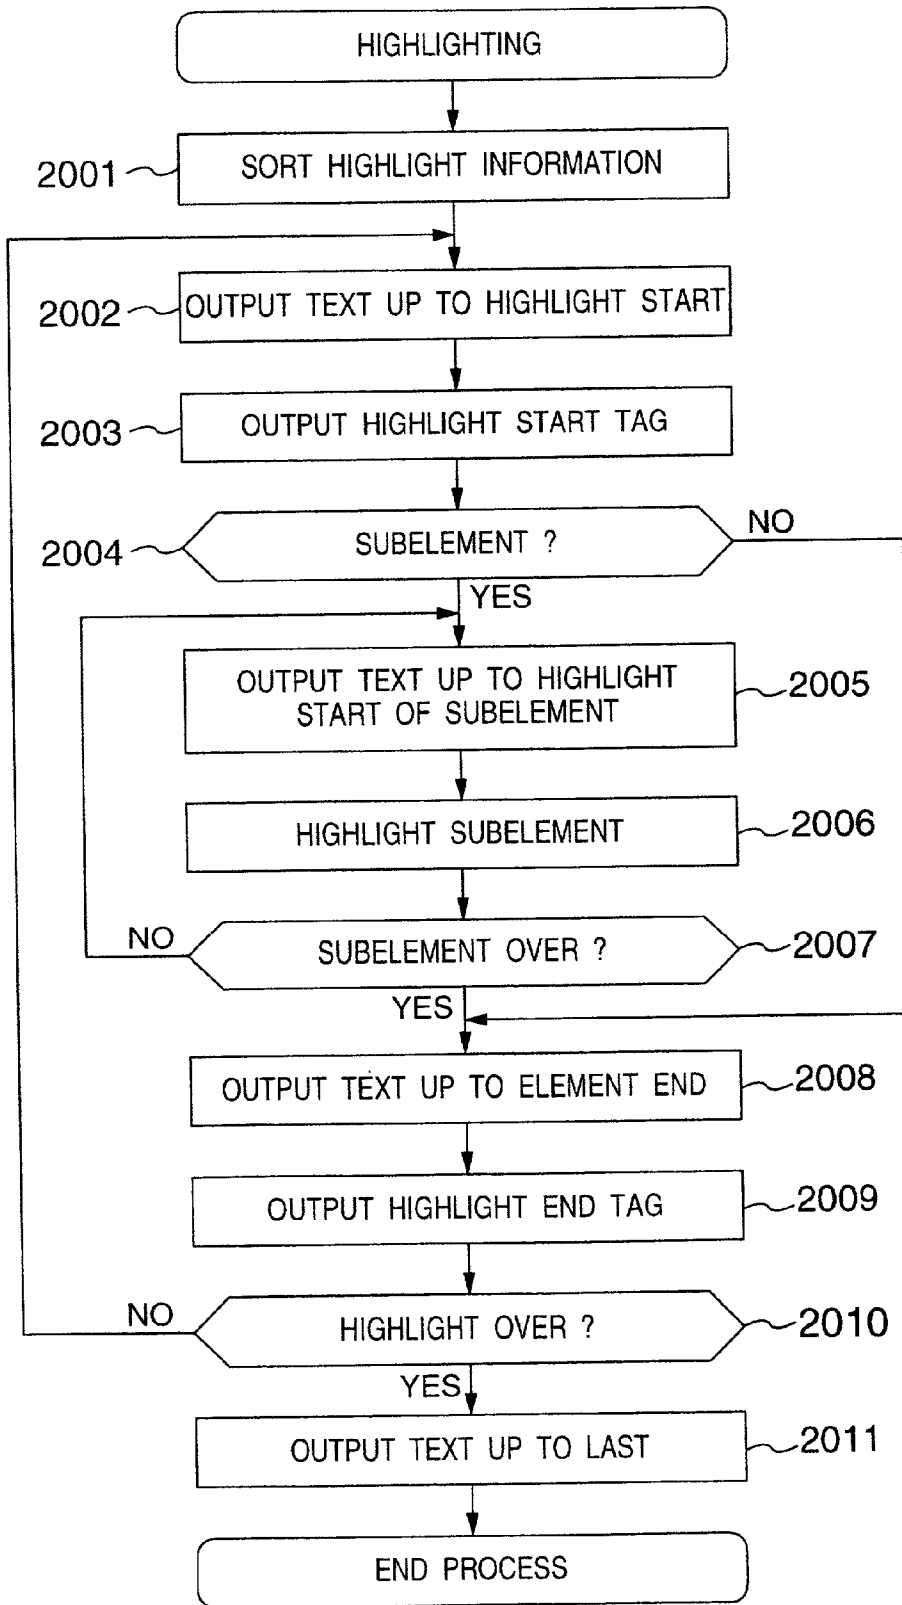 HIGHLIGHTING
2001
SORT HIGHLIGHT INFORMATION
2002
OUTPUT TEXT UP TO HIGHLIGHT START
2003
OUTPUT HIGHLIGHT START TAG
2004
SUBELEMENT ?
NO
YES
OUTPUT TEXT UP TO HIGHLIGHT
START OF SUBELEMENT
2005
HIGHLIGHT SUBELEMENT
2006
NO
SUBELEMENT OVER ?
2007
YES
OUTPUT TEXT UP TO ELEMENT END
2008
OUTPUT HIGHLIGHT END TAG
2009
NO
HIGHLIGHT OVER ?
2010
YES
OUTPUT TEXT UP TO LAST
2011
END PROCESS